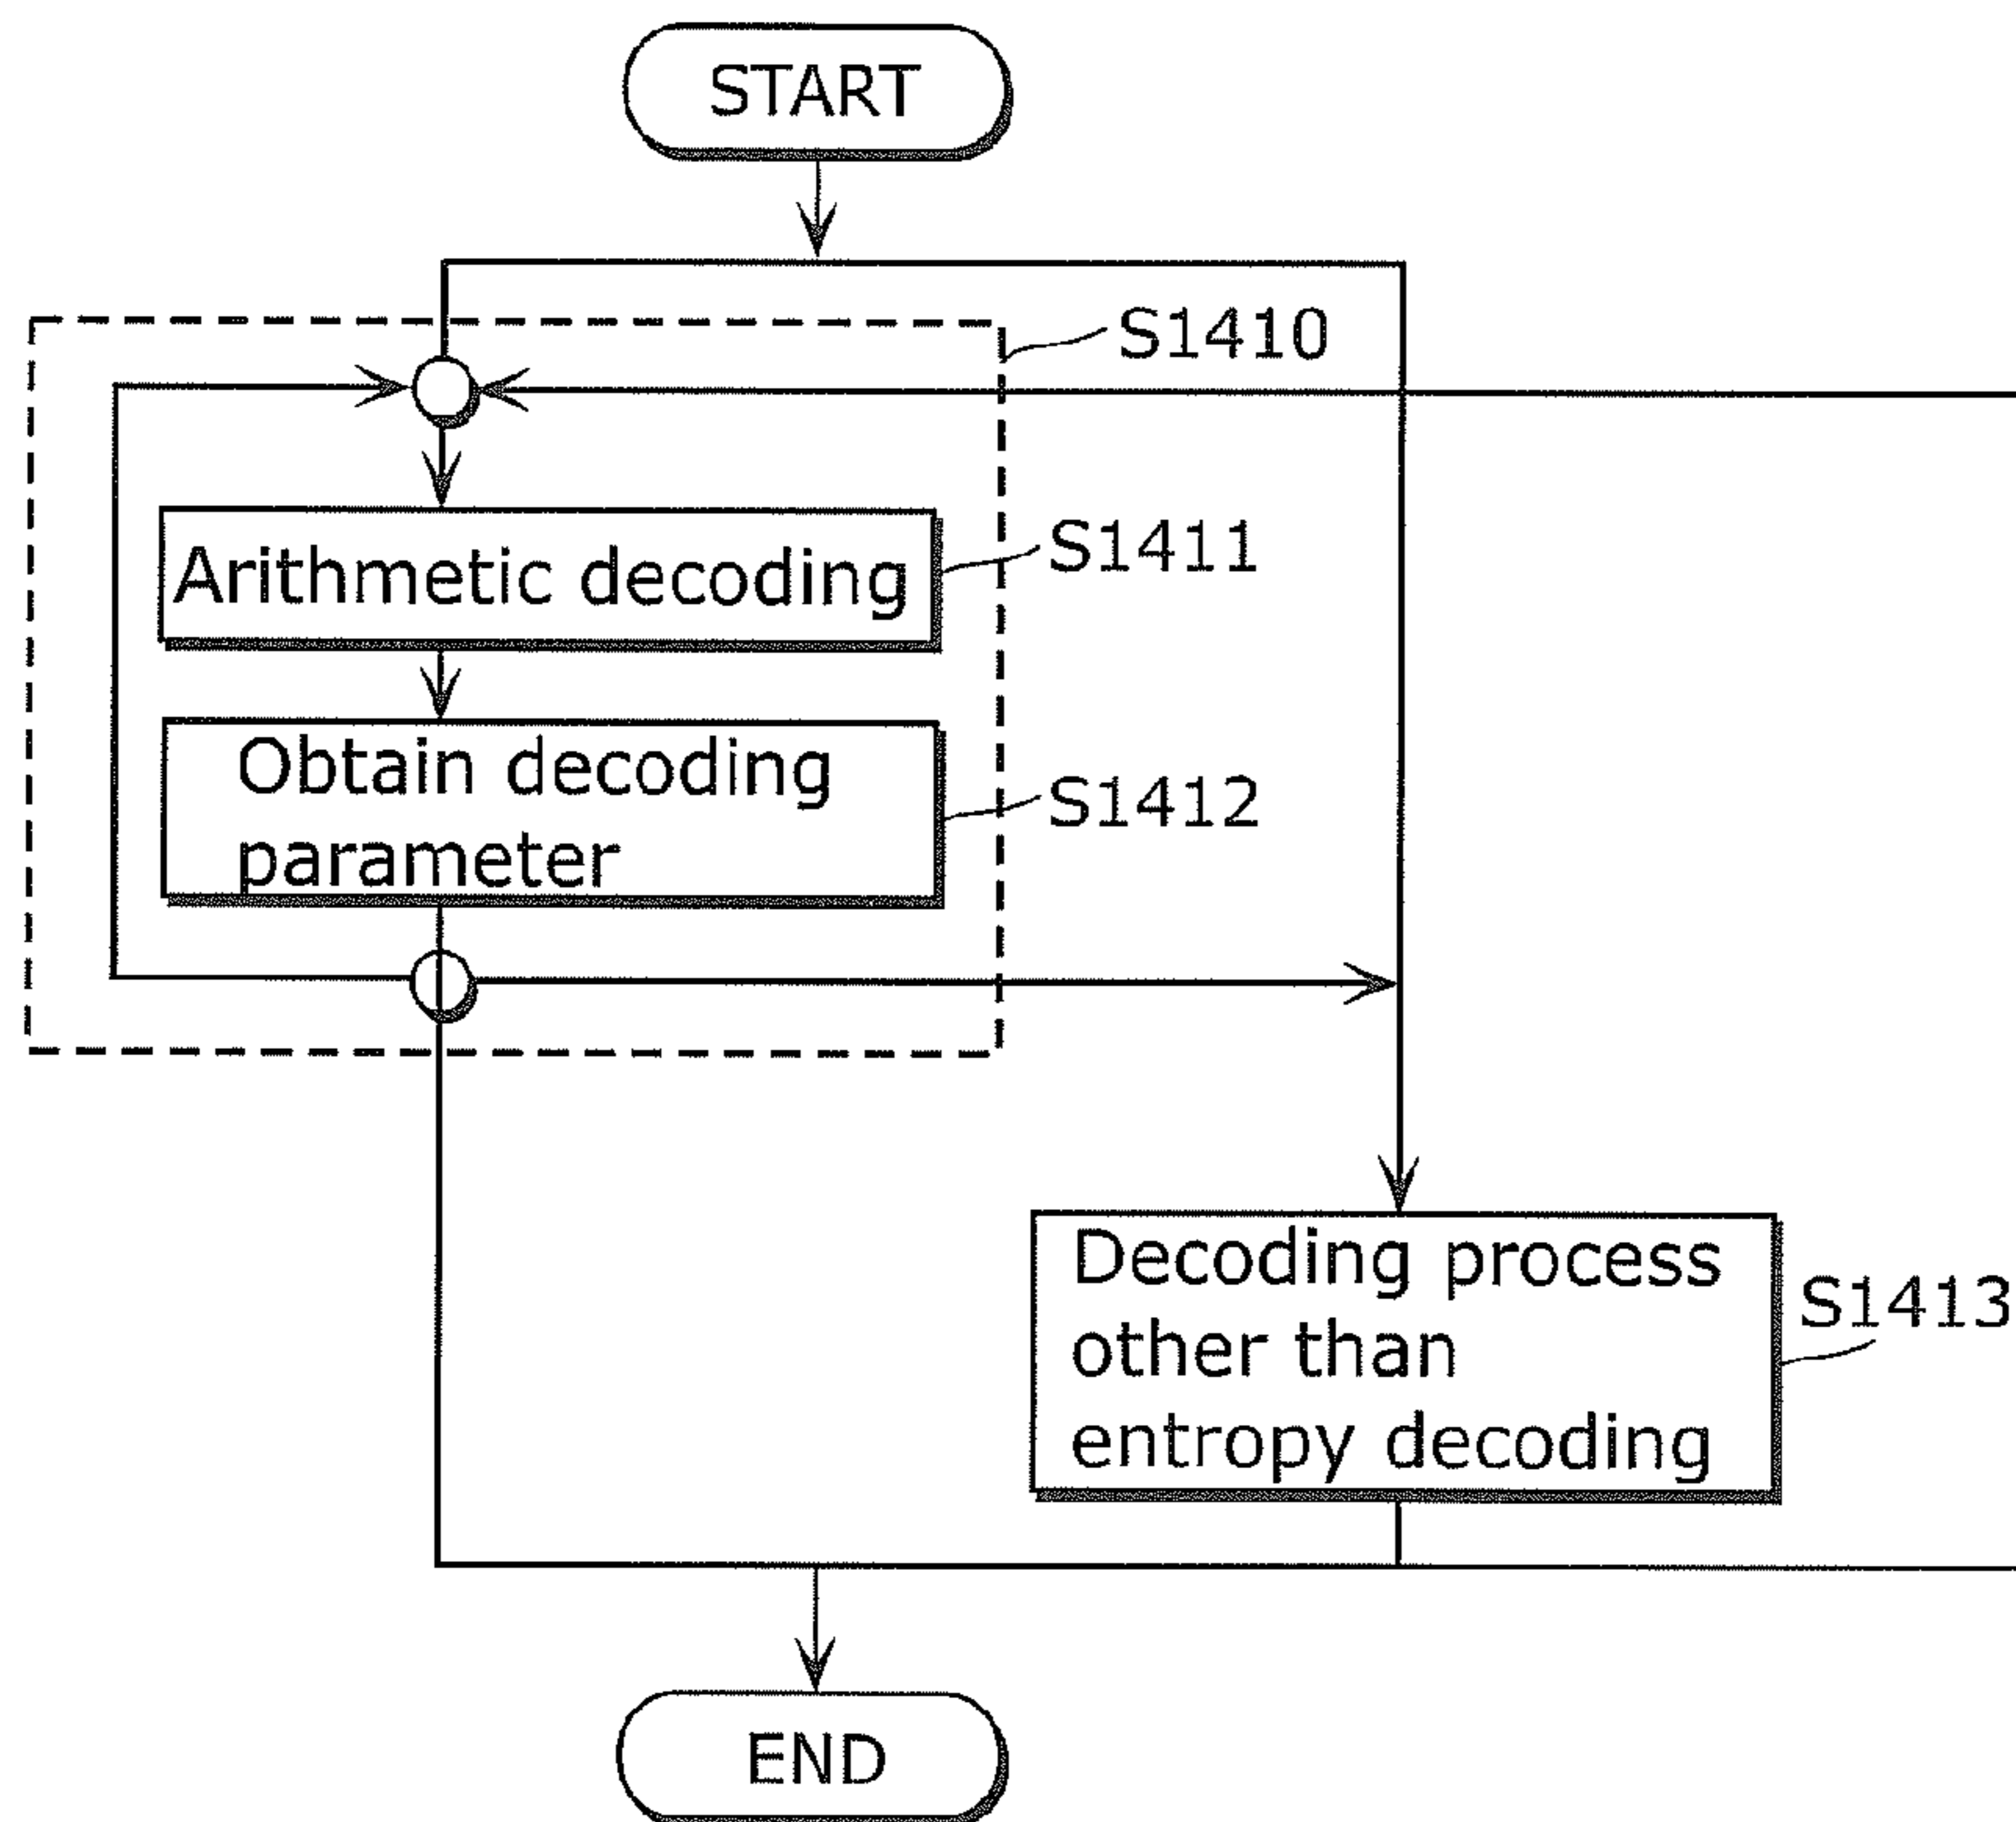 START
S1410
Arithmetic decoding
S1411
Obtain decoding
parameter
S1412
Decoding process
other than
entropy decoding
S1413
END